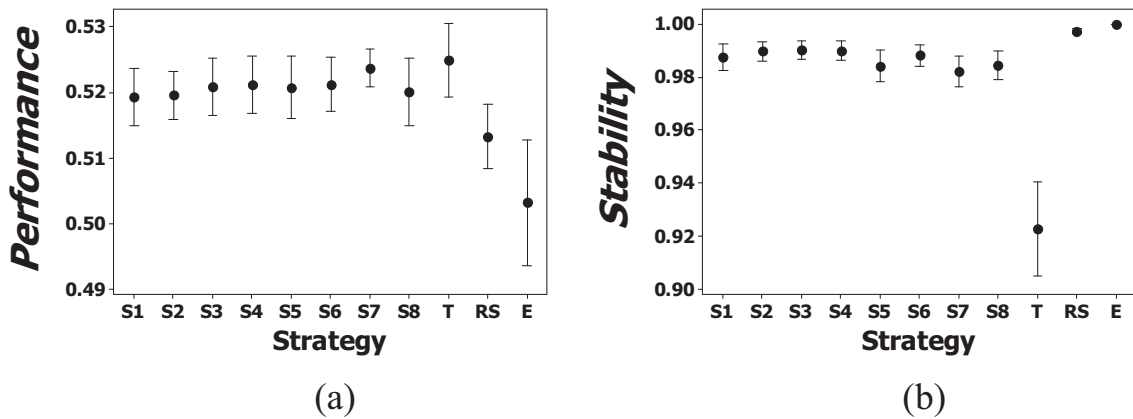 Performance
0.53
0.52
0.51
0.50
0.49
S1 S2 S3 S4 S5 S6 S7 S8 T RS E
Strategy
(a)
Stability
1.00
0.98
0.96
0.94
0.92
0.90
S1 S2 S3 S4 S5 S6 S7 S8 T RS E
Strategy
(b)